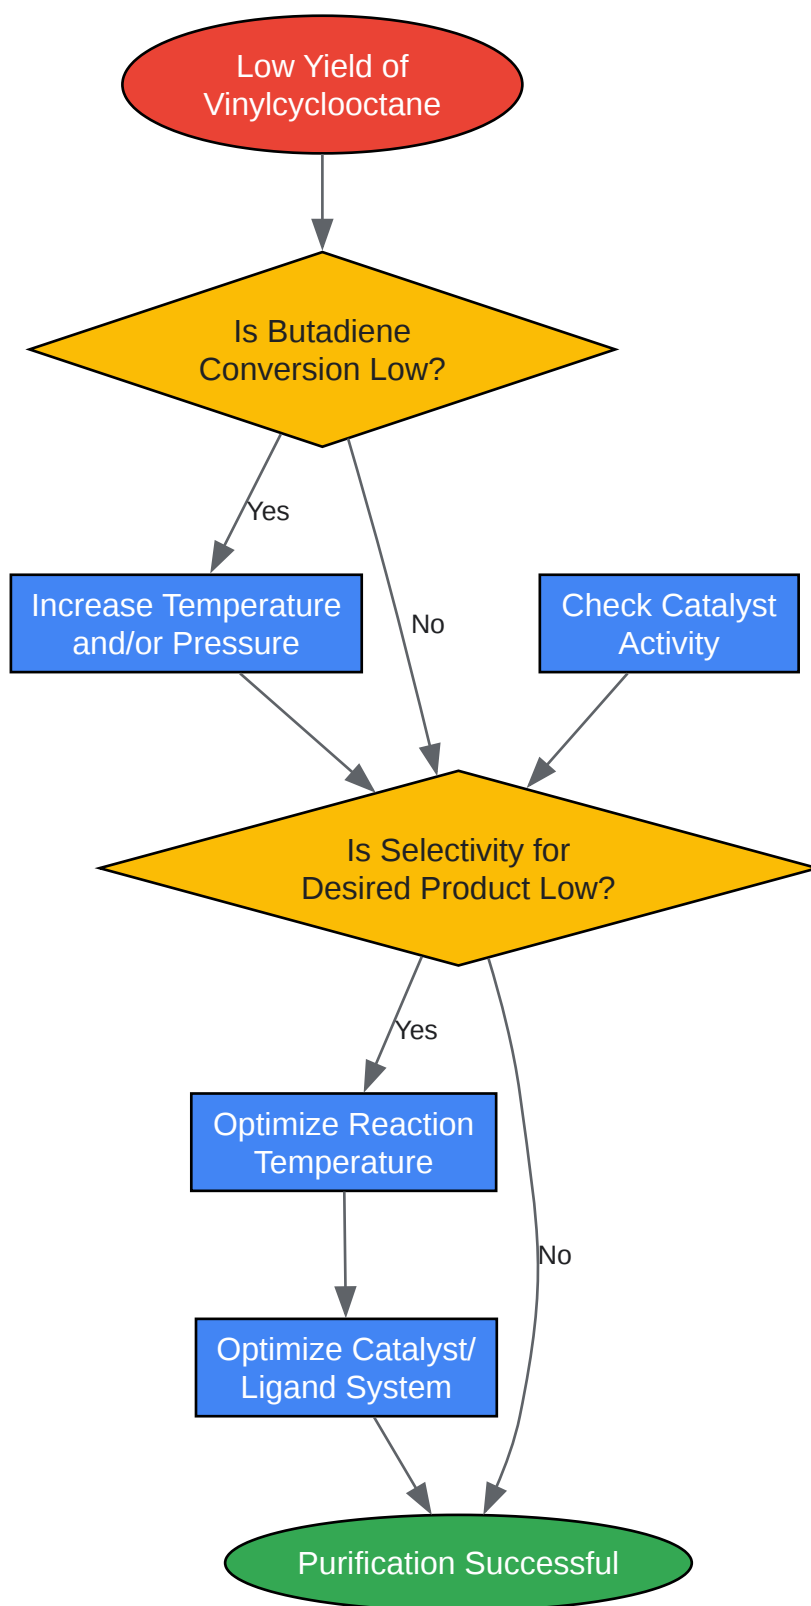 Low Yield of
Vinylcyclooctane
Is Butadiene
Conversion Low?
Yes
No
Increase Temperature
and/or Pressure
Check Catalyst
Activity
Is Selectivity for
Desired Product Low?
Yes
No
Optimize Reaction
Temperature
Optimize Catalyst/
Ligand System
Purification Successful